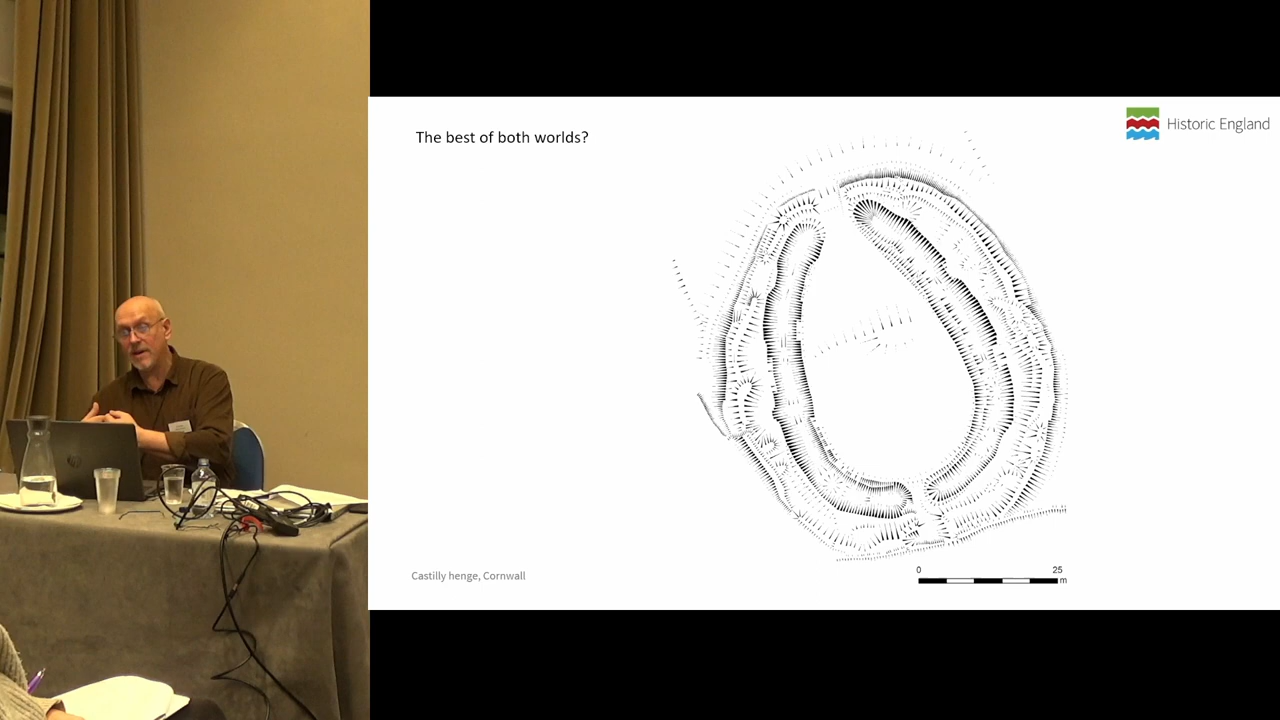 The best of both worlds?
Historic England
Castilly henge, Cornwall
0 25
m